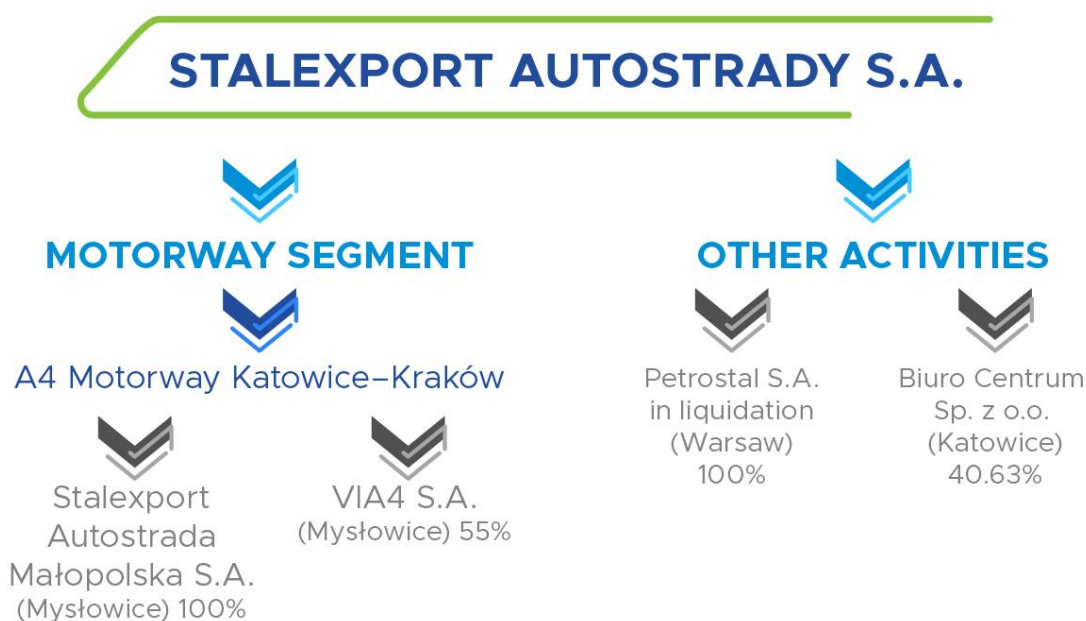 STALEXPORT AUTOSTRADY S.A.
MOTORWAY SEGMENT
A4 Motorway Katowice–Kraków
Stalexport
Autostrada
Małopolska S.A.
(Mysłowice) 100%
VIA4 S.A.
(Mysłowice) 55%
OTHER ACTIVITIES
Petrostal S.A.
in liquidation
(Warsaw)
100%
Biuro Centrum
Sp. z o.o.
(Katowice)
40.63%